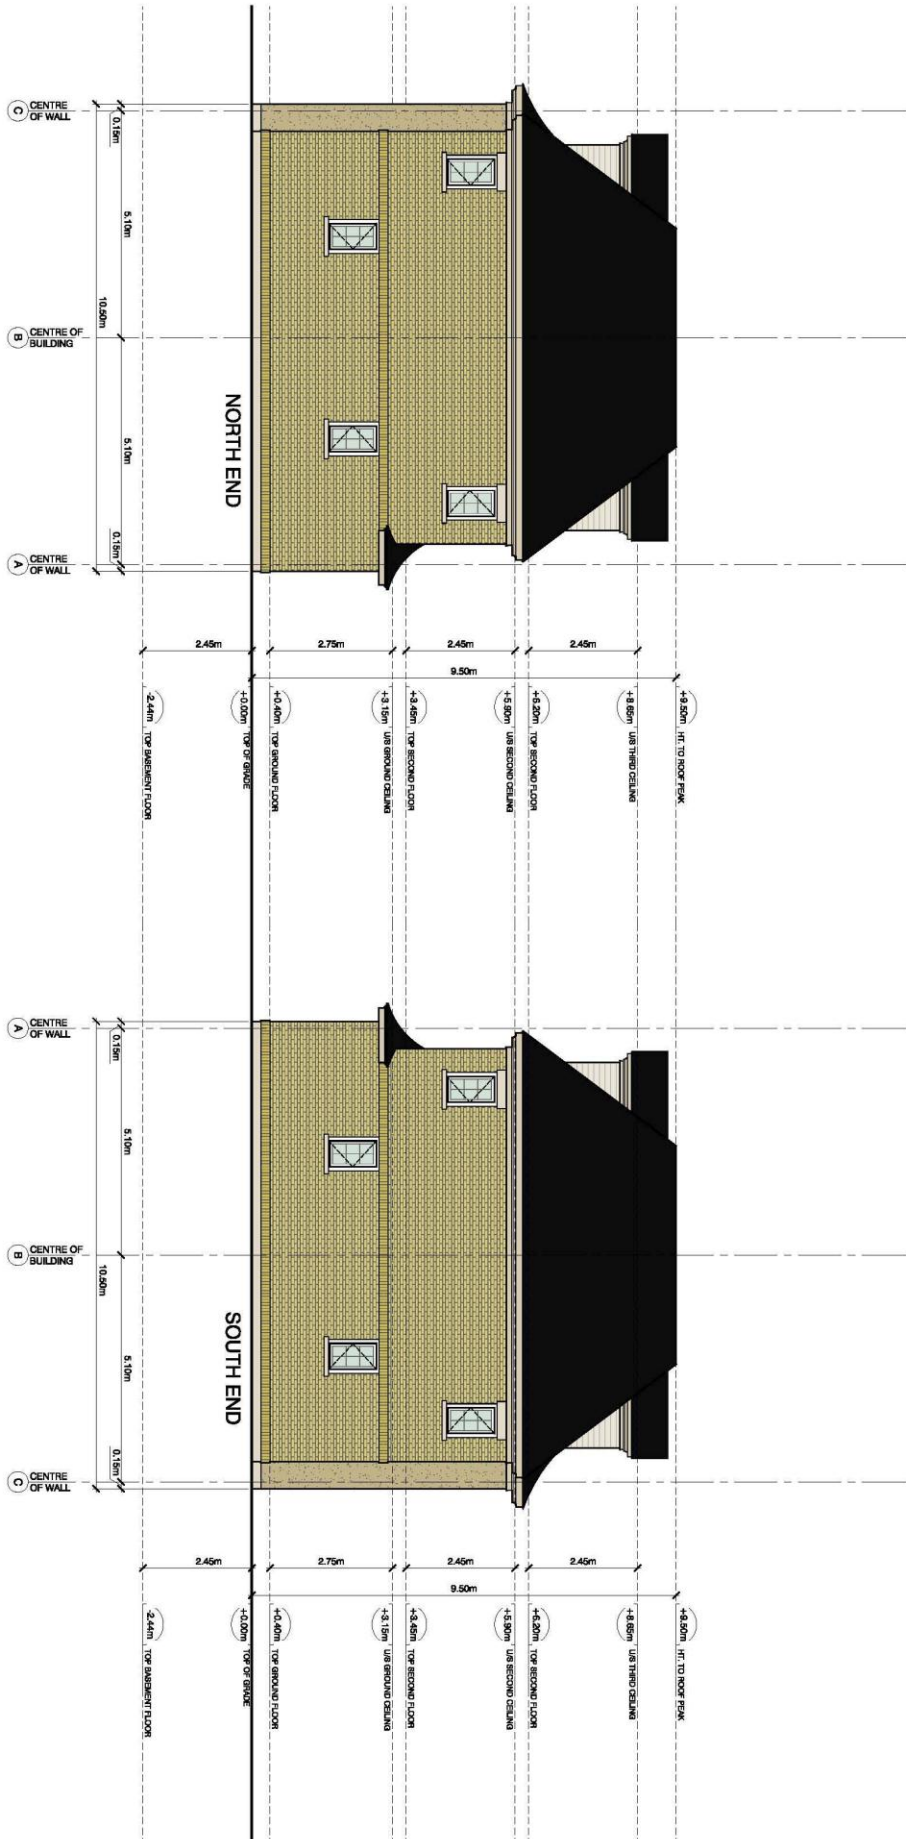 C
CENTRE
OF WALL
0.15m
5.10m
10.50m
B
CENTRE OF
BUILDING
5.10m
0.15m
A
CENTRE
OF WALL
NORTH END
2.45m
2.75m
2.45m
2.45m
9.50m
+9.50m HT. TO ROOF PEAK
+8.65m U/S THIRD CEILING
+6.20m TOP SECOND FLOOR
+5.90m U/S SECOND CEILING
+3.45m TOP SECOND FLOOR
+3.15m U/S GROUND CEILING
+0.40m TOP GROUND FLOOR
+0.00m TOP OF GRADE
-2.44m TOP BASEMENT FLOOR
A
CENTRE
OF WALL
0.15m
5.10m
B
CENTRE OF
BUILDING
10.50m
5.10m
0.15m
C
CENTRE
OF WALL
SOUTH END
2.45m
2.75m
2.45m
2.45m
9.50m
+9.50m HT. TO ROOF PEAK
+8.65m U/S THIRD CEILING
+6.20m TOP SECOND FLOOR
+5.90m U/S SECOND CEILING
+3.45m TOP SECOND FLOOR
+3.15m U/S GROUND CEILING
+0.40m TOP GROUND FLOOR
+0.00m TOP OF GRADE
-2.44m TOP BASEMENT FLOOR